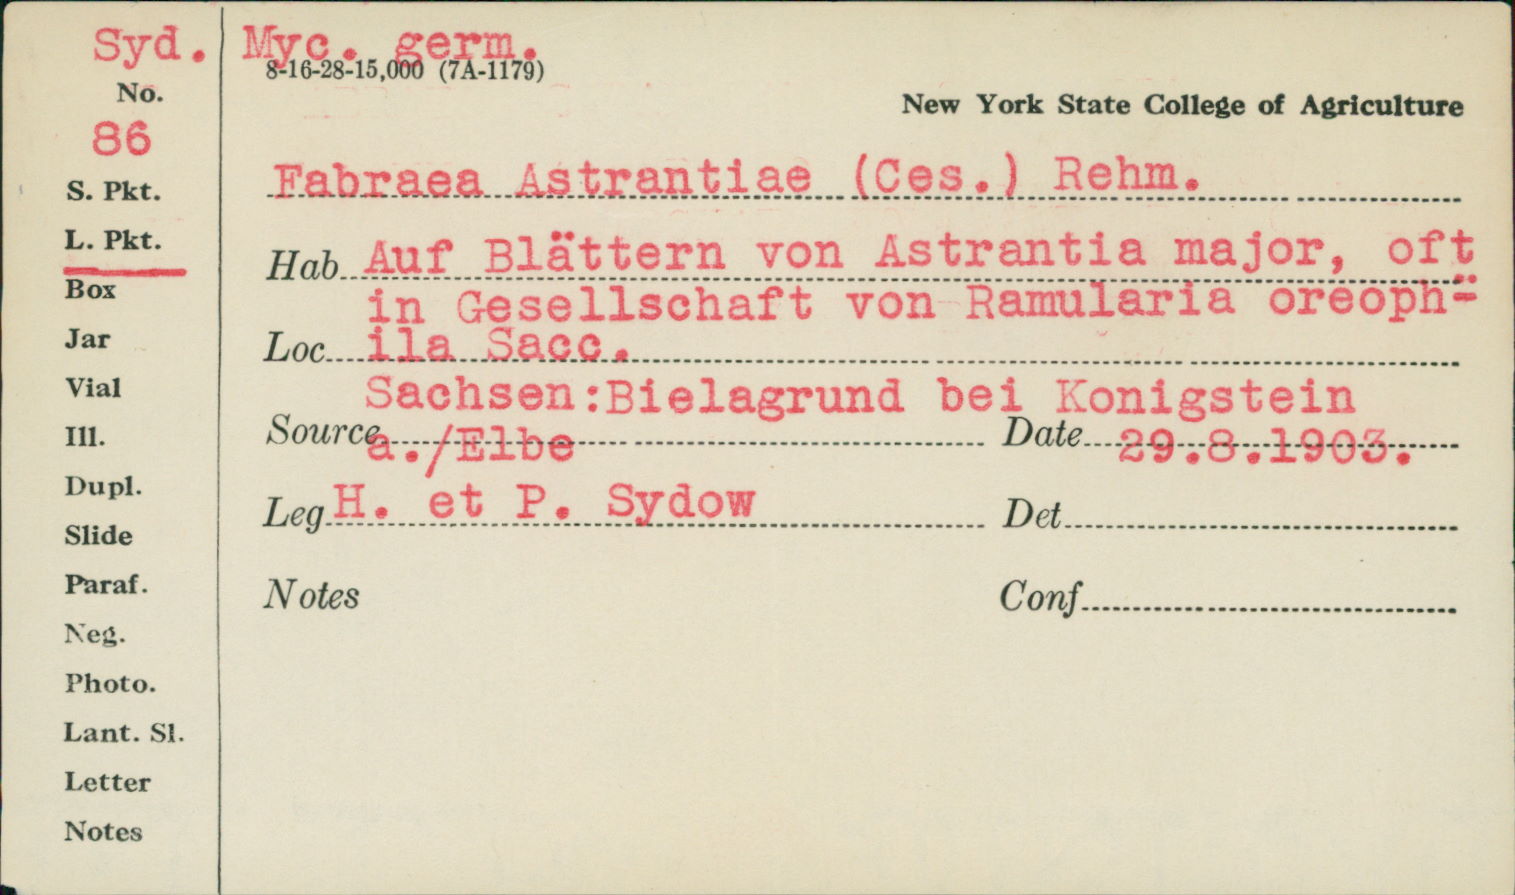 Syd. Myc. germ.
8-16-28-15,000 (7A-1179)
No.
New York State College of Agriculture
86
S. Pkt.
Fabraea Astrantiae (Ces.) Rehm.
L. Pkt.
Hab. Auf Blättern von Astrantia major, oft
Box
in Gesellschaft von Ramularia oreoph-
Jar
Loc. ila Sacc.
Vial
Sachsen:Bielagrund bei Konigstein
Ill.
Source a./Elbe Date 29.8.1903.
Dupl.
Leg. H. et P. Sydow Det.
Slide
Paraf.
Notes Conf.
Neg.
Photo.
Lant. Sl.
Letter
Notes